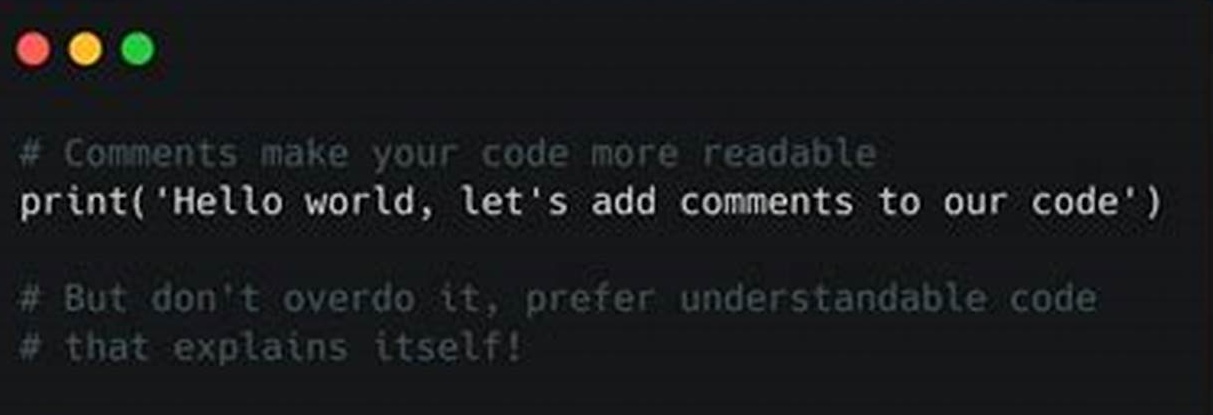 # Comments make your code more readable
print('Hello world, let's add comments to our code')
# But don't overdo it, prefer understandable code
# that explains itself!